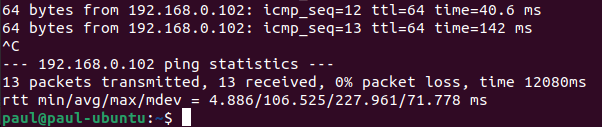 64 bytes from 192.168.0.102: icmp_seq=12 ttl=64 time=40.6 ms
64 bytes from 192.168.0.102: icmp_seq=13 ttl=64 time=142 ms
^C
--- 192.168.0.102 ping statistics ---
13 packets transmitted, 13 received, 0% packet loss, time 12080ms
rtt min/avg/max/mdev = 4.886/106.525/227.961/71.778 ms
paul@paul-ubuntu:~$